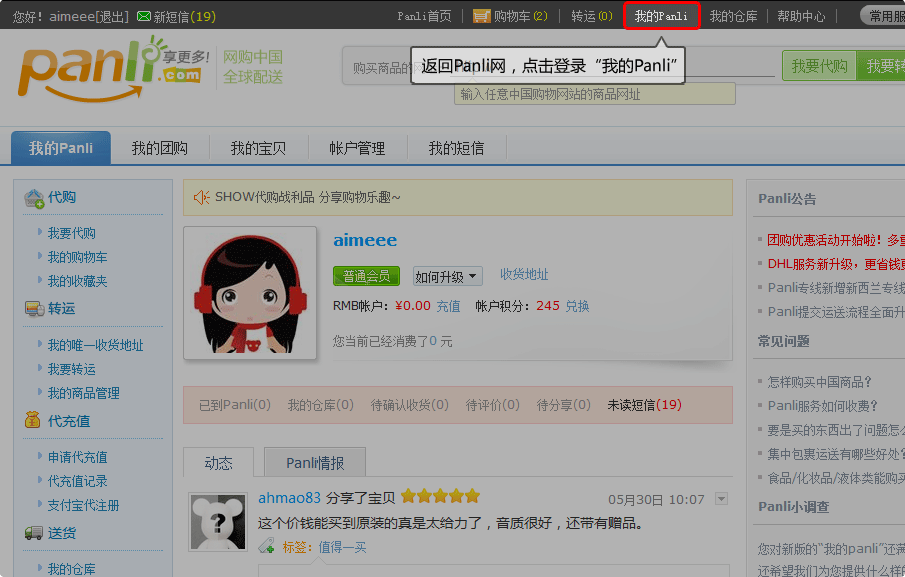 您好! aimeee[退出] 新短信(19) Panli首页 购物车(2) 转运(0) 我的Panli 我的仓库 帮助中心 常用服
panli.com 享更多! 网购中国 全球配送
购买商品的 返回Panli网，点击登录“我的Panli” 我要代购 我要转
输入任意中国购物网站的商品网址
我的Panli 我的团购 我的宝贝 帐户管理 我的短信
代购
我要代购
我的购物车
我的收藏夹
转运
我的唯一收货地址
我要转运
我的商品管理
代充值
申请代充值
代充值记录
支付宝代注册
送货
我的仓库
SHOW代购战利品 分享购物乐趣~
aimeee
普通会员 如何升级 收货地址
RMB帐户：¥0.00 充值 帐户积分：245 兑换
您当前已经消费了0 元
已到Panli(0) 我的仓库(0) 待确认收货(0) 待评价(0) 待分享(0) 未读短信(19)
动态 Panli情报
ahmao83 分享了宝贝 05月30日 10:07
这个价钱能买到原装的真是太给力了，音质很好，还带有赠品。
标签：值得一买
Panli公告
团购优惠活动开始啦！多重
DHL服务新升级，更省钱更
Panli专线新增新西兰专线
Panli提交运送流程全面升
常见问题
怎样购买中国商品？
Panli服务如何收费？
要是买的东西出了问题怎么
集中包裹运送有哪些好处？
食品/化妆品/液体类能购买
Panli小调查
您对新版的“我的panli”还满
还希望我们为您提供什么样的